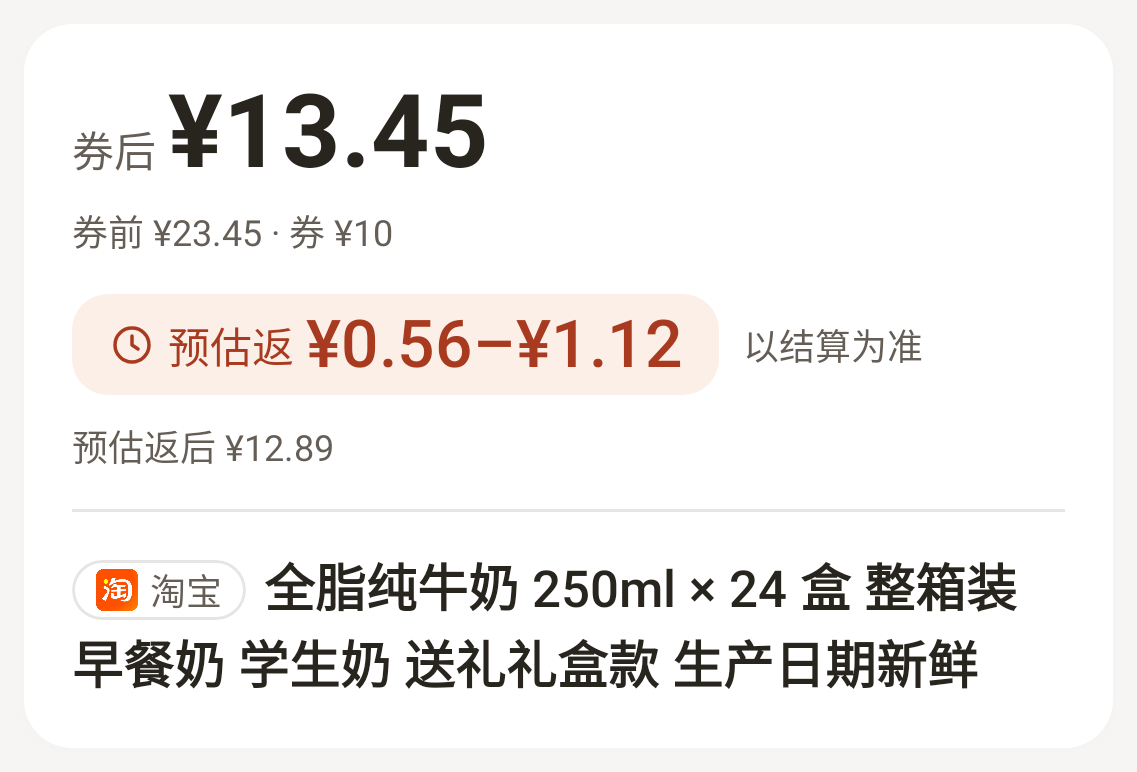 券后 ¥13.45
券前 ¥23.45 · 券 ¥10
预估返 ¥0.56–¥1.12 以结算为准
预估返后 ¥12.89
淘 淘宝 全脂纯牛奶 250ml × 24 盒 整箱装
早餐奶 学生奶 送礼礼盒款 生产日期新鲜